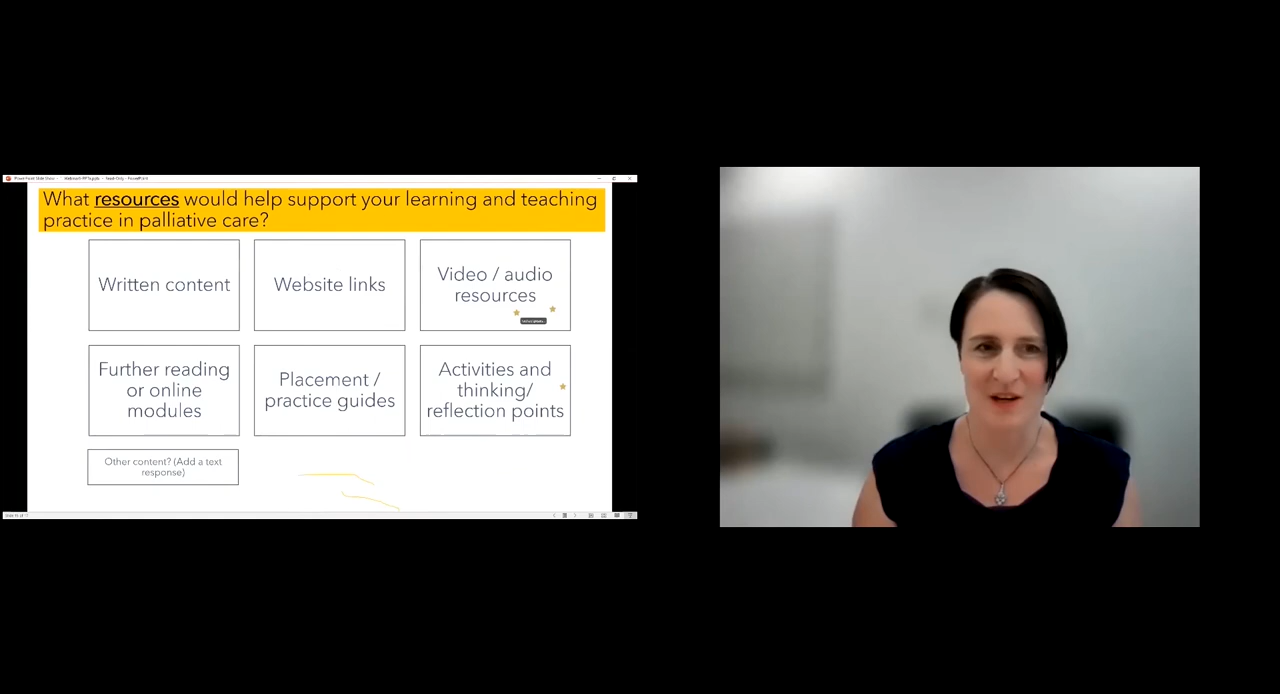 What resources would help support your learning and teaching
practice in palliative care?
Written content
Website links
Video / audio
resources
Further reading
or online
modules
Placement /
practice guides
Activities and
thinking/
reflection points
Other content? (Add a text
response)